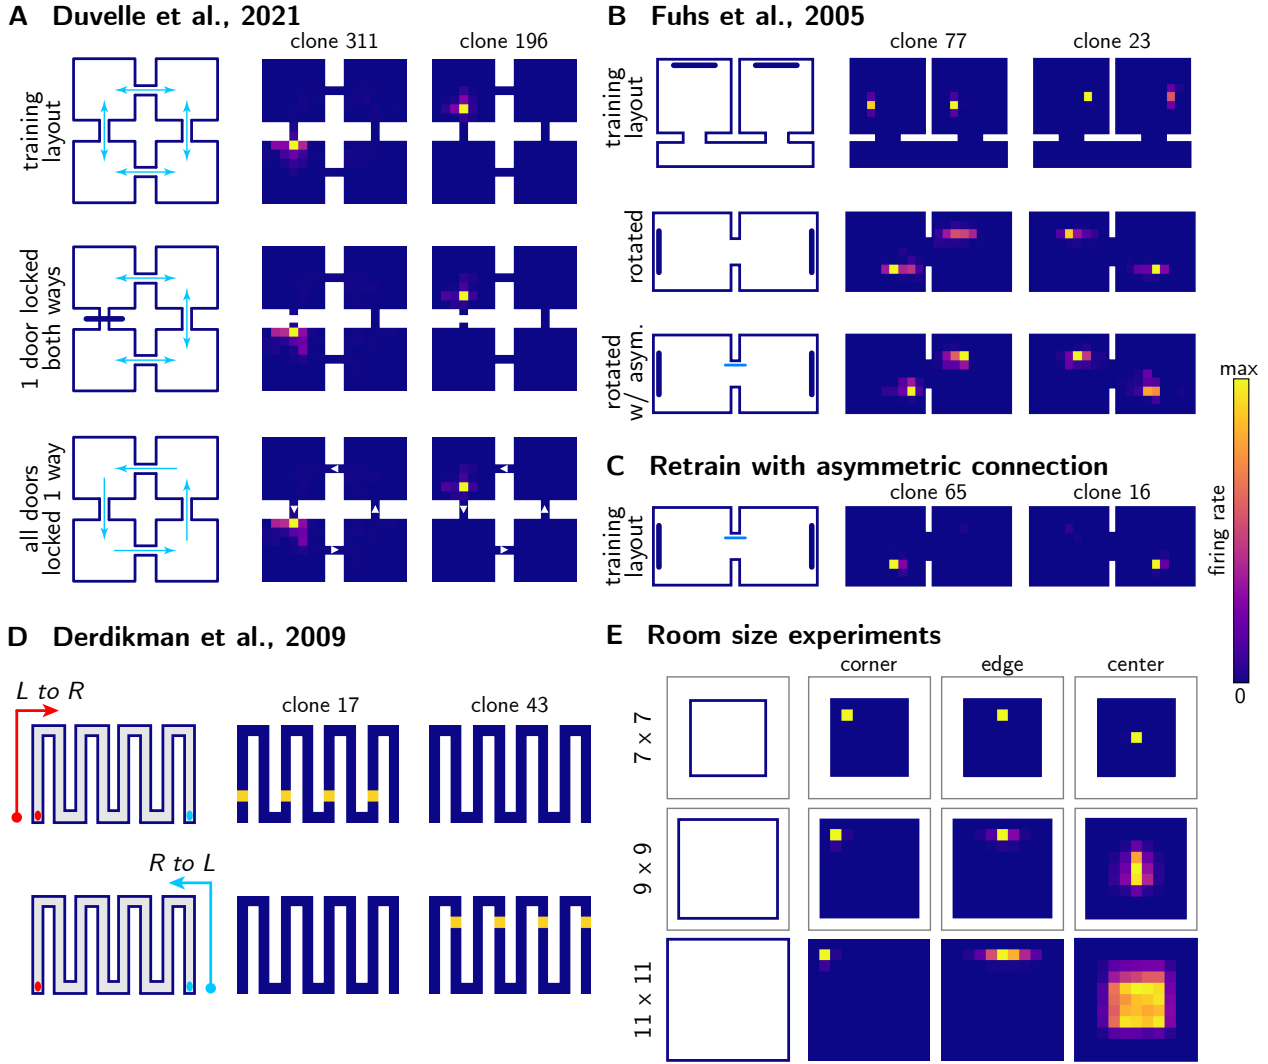 A Duvelle et al., 2021
clone 311
clone 196
training
layout
1 door locked
both ways
all doors
locked 1 way
B Fuhs et al., 2005
clone 77
clone 23
training
layout
rotated
rotated
w/ asym.
max
firing rate
0
C Retrain with asymmetric connection
clone 65
clone 16
training
layout
D Derdikman et al., 2009
L to R
clone 17
clone 43
R to L
E Room size experiments
corner
edge
center
7 x 7
9 x 9
11 x 11